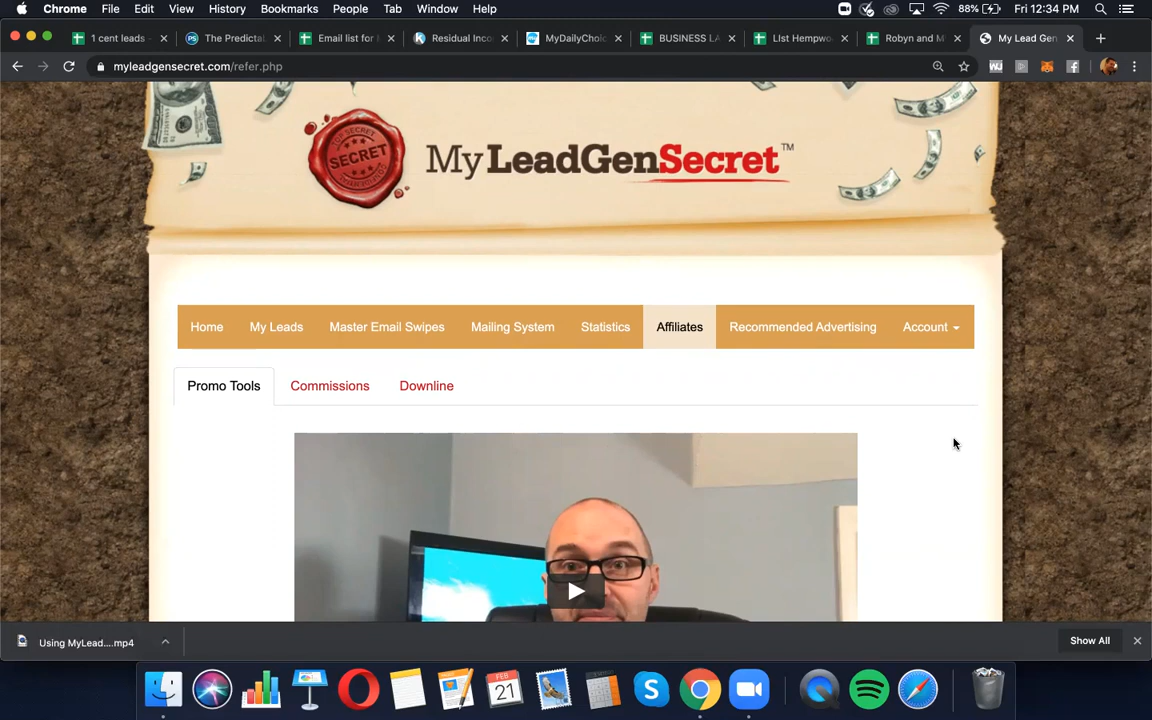 Chrome File Edit View History Bookmarks People Tab Window Help 88% Fri 12:34 PM
1 cent leads The Predictal Email list for Residual Inco MyDailyChoic BUSINESS LA LIst Hempwo Robyn and M My Lead Gen
myleadgensecret.com/refer.php
TOP SECRET
SECRET
MyLeadGenSecret™
Home My Leads Master Email Swipes Mailing System Statistics Affiliates Recommended Advertising Account
Promo Tools Commissions Downline
Using MyLead....mp4 Show All
FEB
21